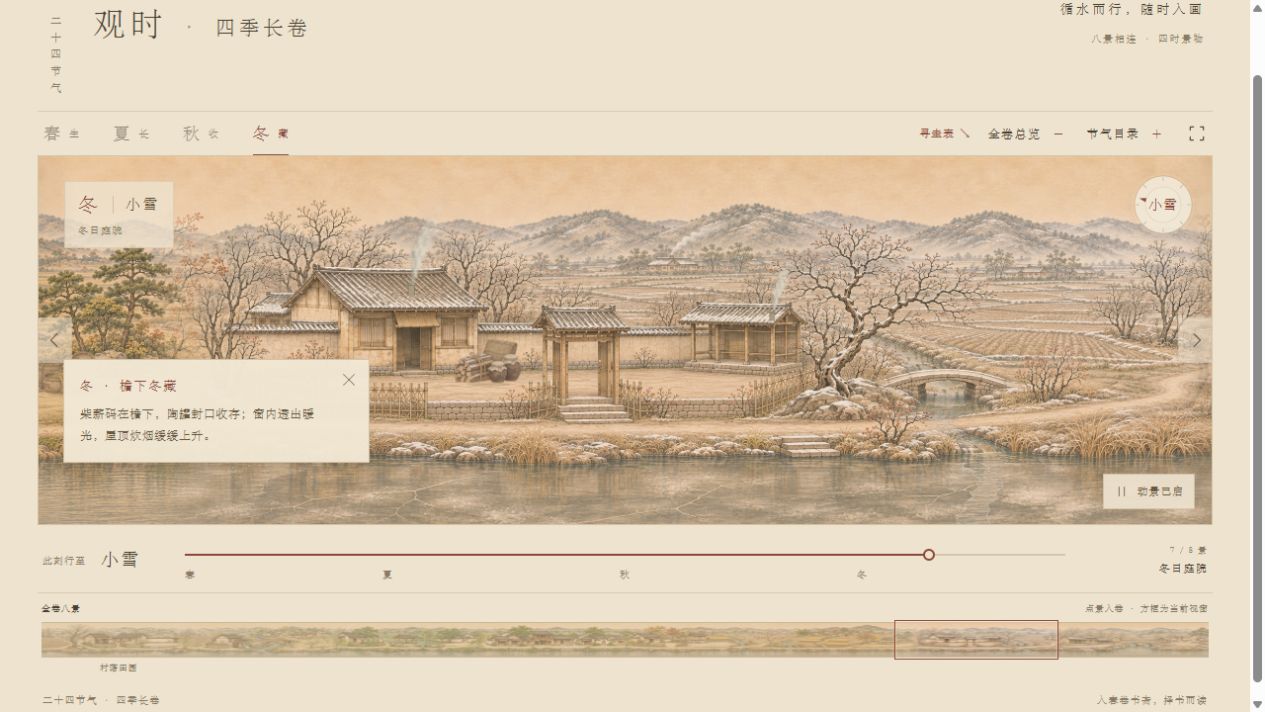 二十四节气
观时 · 四季长卷
循水而行，随时入画
八景相连 · 四时景物
春 生 夏 长 秋 收 冬 藏
全卷总览 − 节气目录 +
冬 小雪
冬日庭院
小雪
冬 · 檐下冬藏
柴薪码在檐下，陶罐封口收存；窗内透出暖
光，屋顶炊烟缓缓上升。
动景已启
此刻行至 小雪
春 夏 秋 冬
7 / 8 景
冬日庭院
全卷八景
点景入卷 · 方框为当前视窗
村落田园
二十四节气 · 四季长卷
入卷卷书斋，择书而读